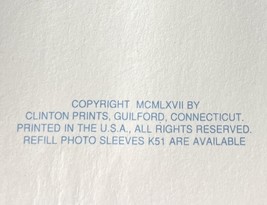 COPYRIGHT MCMLXVII BY
CLINTON PRINTS, GUILFORD, CONNECTICUT.
PRINTED IN THE U.S.A., ALL RIGHTS RESERVED.
REFILL PHOTO SLEEVES K51 ARE AVAILABLE